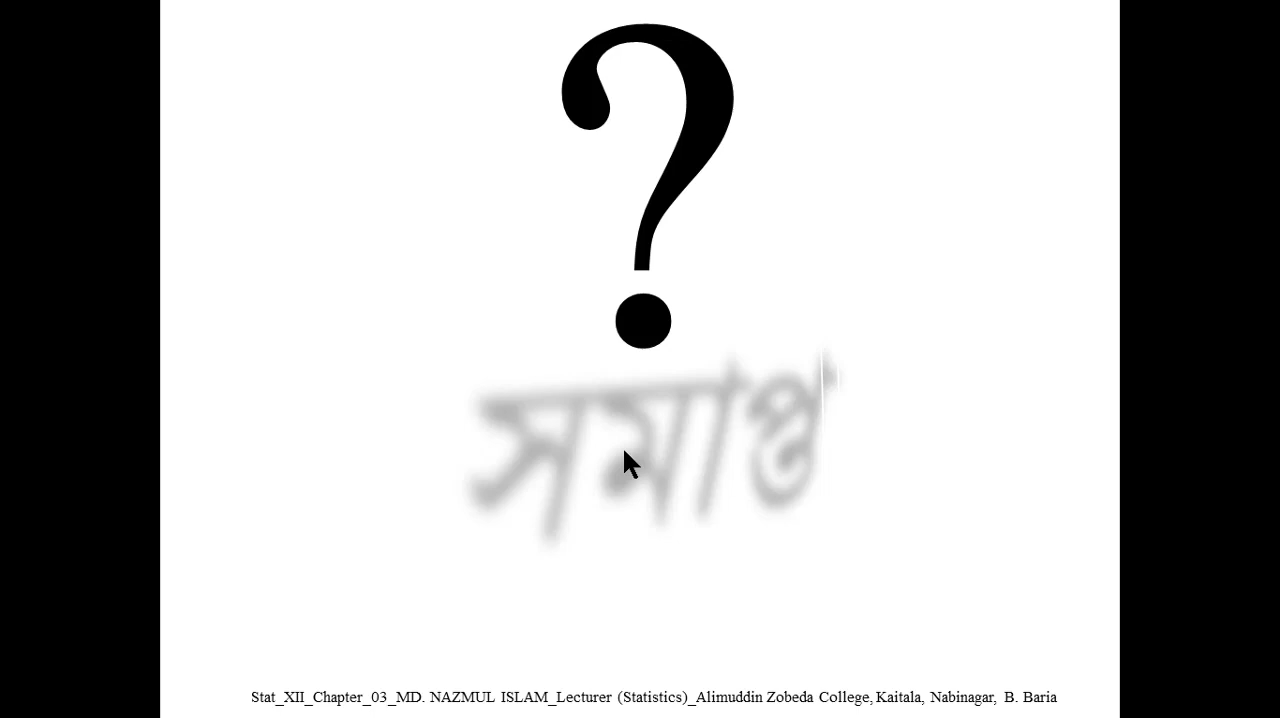 ?
সমাপ্ত
Stat_XII_Chapter_03_MD. NAZMUL ISLAM_Lecturer (Statistics)_Alimuddin Zobeda College, Kaitala, Nabinagar, B. Baria